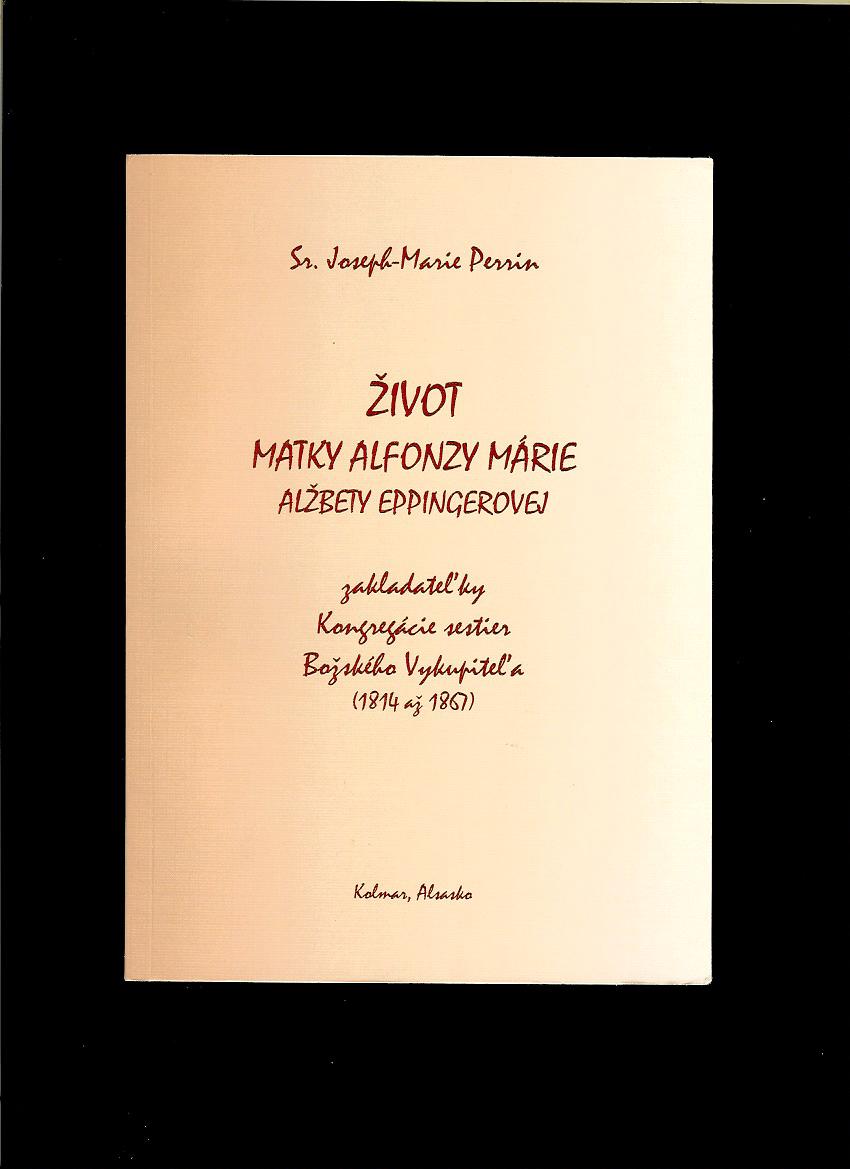 Sr. Joseph-Marie Perrin
ŽIVOT
MATKY ALFONZY MÁRIE
ALŽBETY EPPINGEROVEJ
zakladateľky
Kongregácie sestier
Božského Vykupiteľa
(1814 až 1867)
Kolmar, Alsasko